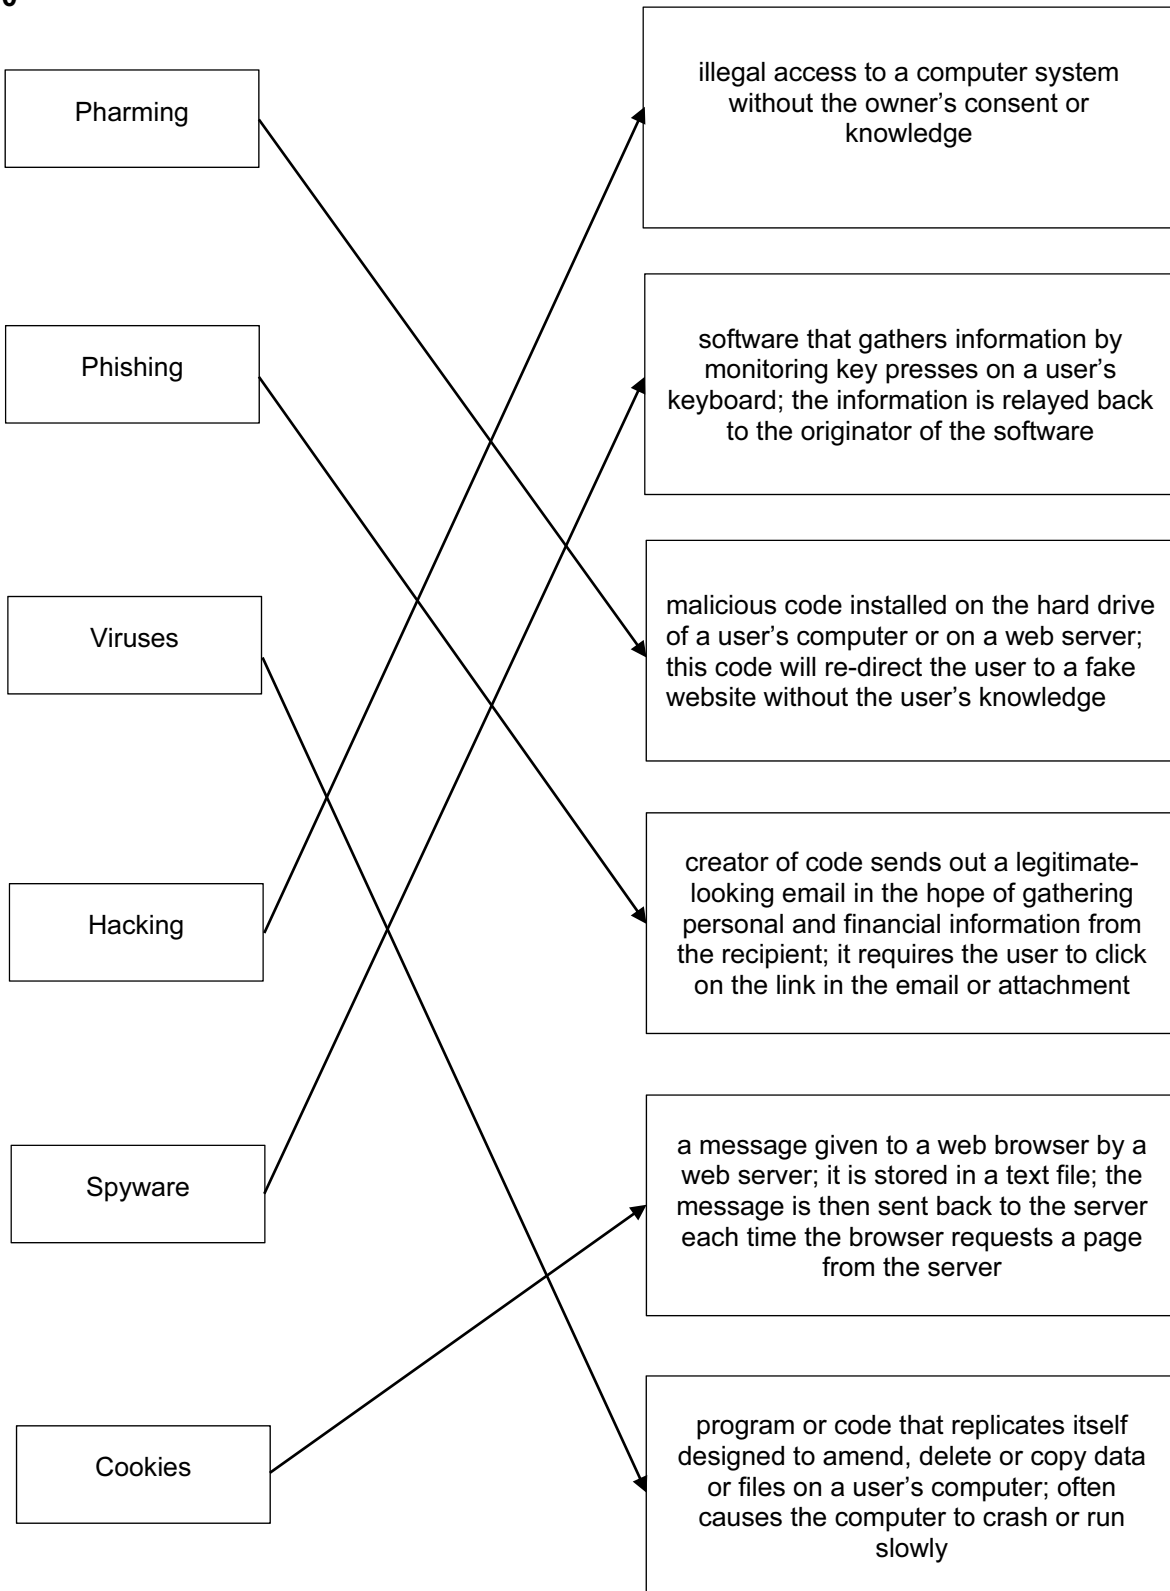 Pharming
illegal access to a computer system
without the owner’s consent or
knowledge
Phishing
software that gathers information by
monitoring key presses on a user’s
keyboard; the information is relayed back
to the originator of the software
Viruses
malicious code installed on the hard drive
of a user’s computer or on a web server;
this code will re-direct the user to a fake
website without the user’s knowledge
Hacking
creator of code sends out a legitimate-
looking email in the hope of gathering
personal and financial information from
the recipient; it requires the user to click
on the link in the email or attachment
Spyware
a message given to a web browser by a
web server; it is stored in a text file; the
message is then sent back to the server
each time the browser requests a page
from the server
Cookies
program or code that replicates itself
designed to amend, delete or copy data
or files on a user’s computer; often
causes the computer to crash or run
slowly